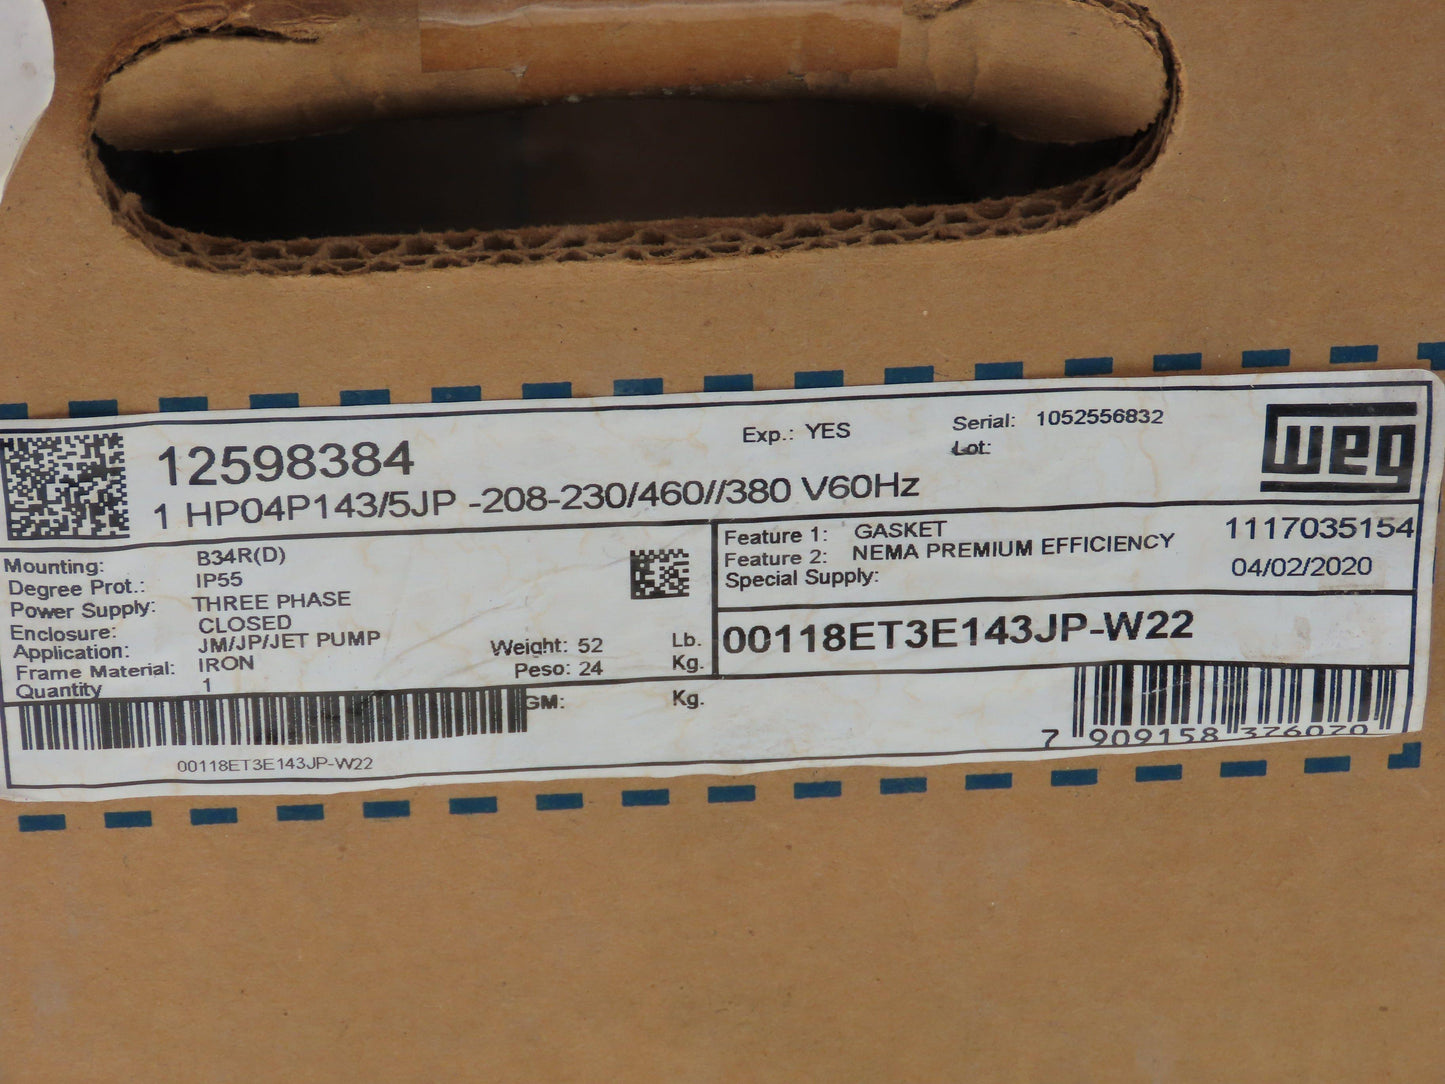 12598384
Exp.: YES
Serial: 1052556832
Lot:
weg
1 HP04P143/5JP -208-230/460//380 V60Hz
Mounting: B34R(D)
Degree Prot.: IP55
Power Supply: THREE PHASE
Enclosure: CLOSED
Application: JM/JP/JET PUMP
Frame Material: IRON
Quantity 1
Weight: 52 Lb.
Peso: 24 Kg.
GM: Kg.
Feature 1: GASKET
Feature 2: NEMA PREMIUM EFFICIENCY
Special Supply:
1117035154
04/02/2020
00118ET3E143JP-W22
00118ET3E143JP-W22
7 909158 376070